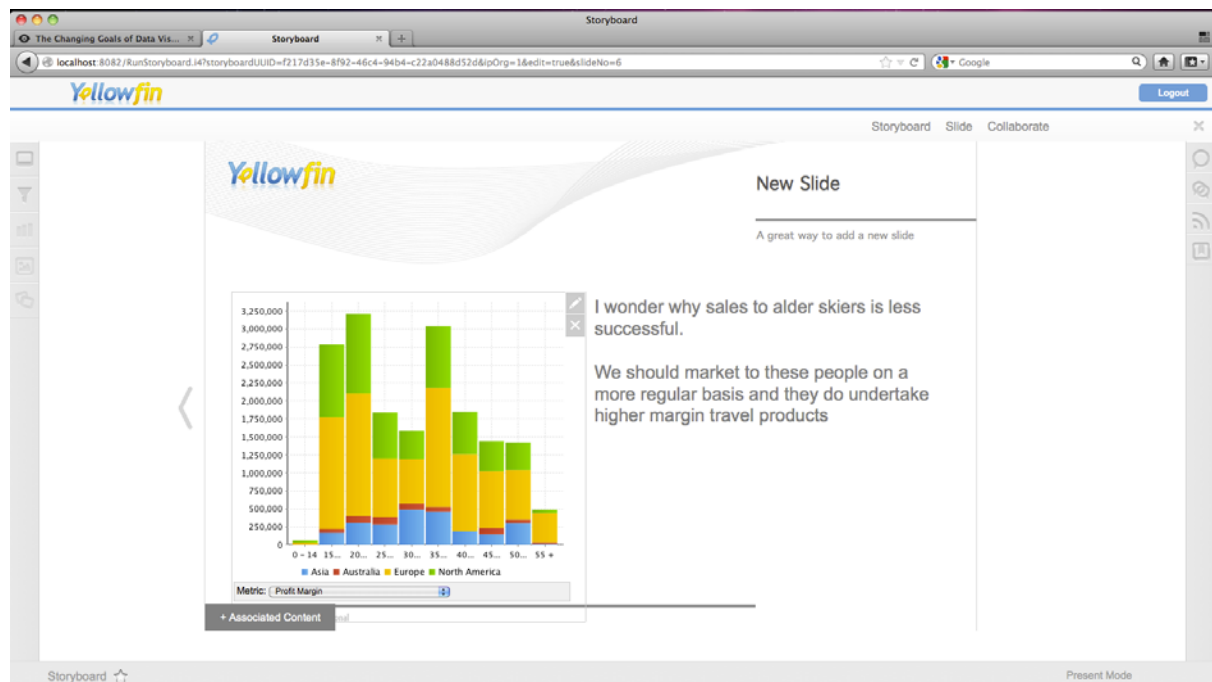 Storyboard
The Changing Goals of Data Vis...
Storyboard
localhost:8082/RunStoryboard.i4?storyboardUUID=f217d35e-8f92-46c4-94b4-c22a0488d52d&ipOrg=1&edit=true&slideNo=6
Google
Yellowfin
Logout
Storyboard Slide Collaborate
Yellowfin
New Slide
A great way to add a new slide
I wonder why sales to alder skiers is less
successful.
We should market to these people on a
more regular basis and they do undertake
higher margin travel products
3,250,000
3,000,000
2,750,000
2,500,000
2,250,000
2,000,000
1,750,000
1,500,000
1,250,000
1,000,000
750,000
500,000
250,000
0
0 - 14 15... 20... 25... 30... 35... 40... 45... 50... 55 +
Asia Australia Europe North America
Metric: Profit Margin
+ Associated Content
Storyboard
Present Mode